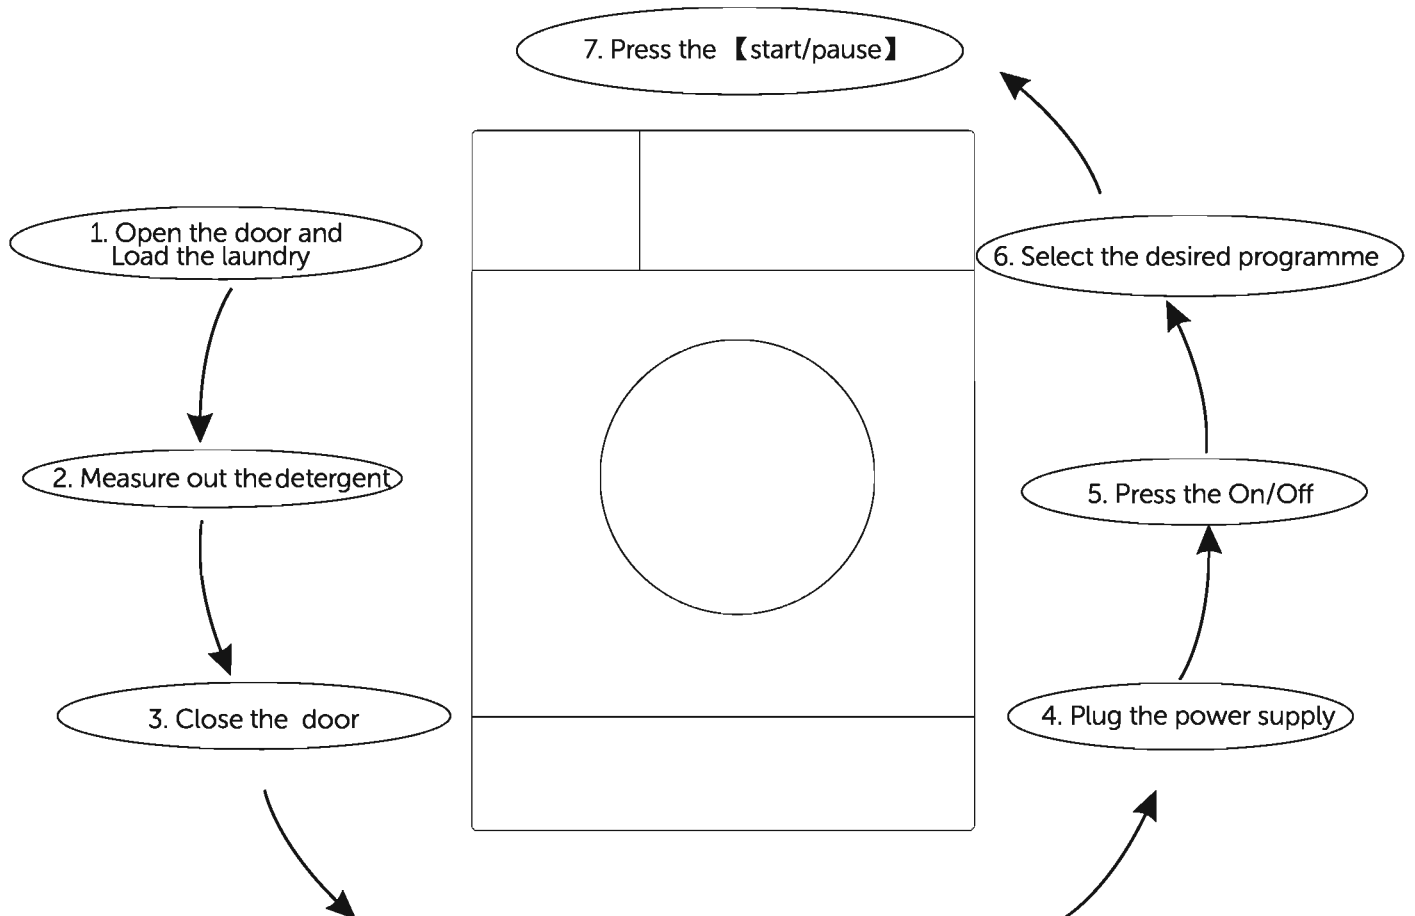 1. Open the door and
Load the laundry
2. Measure out the detergent
3. Close the door
4. Plug the power supply
5. Press the On/Off
6. Select the desired programme
7. Press the 【start/pause】